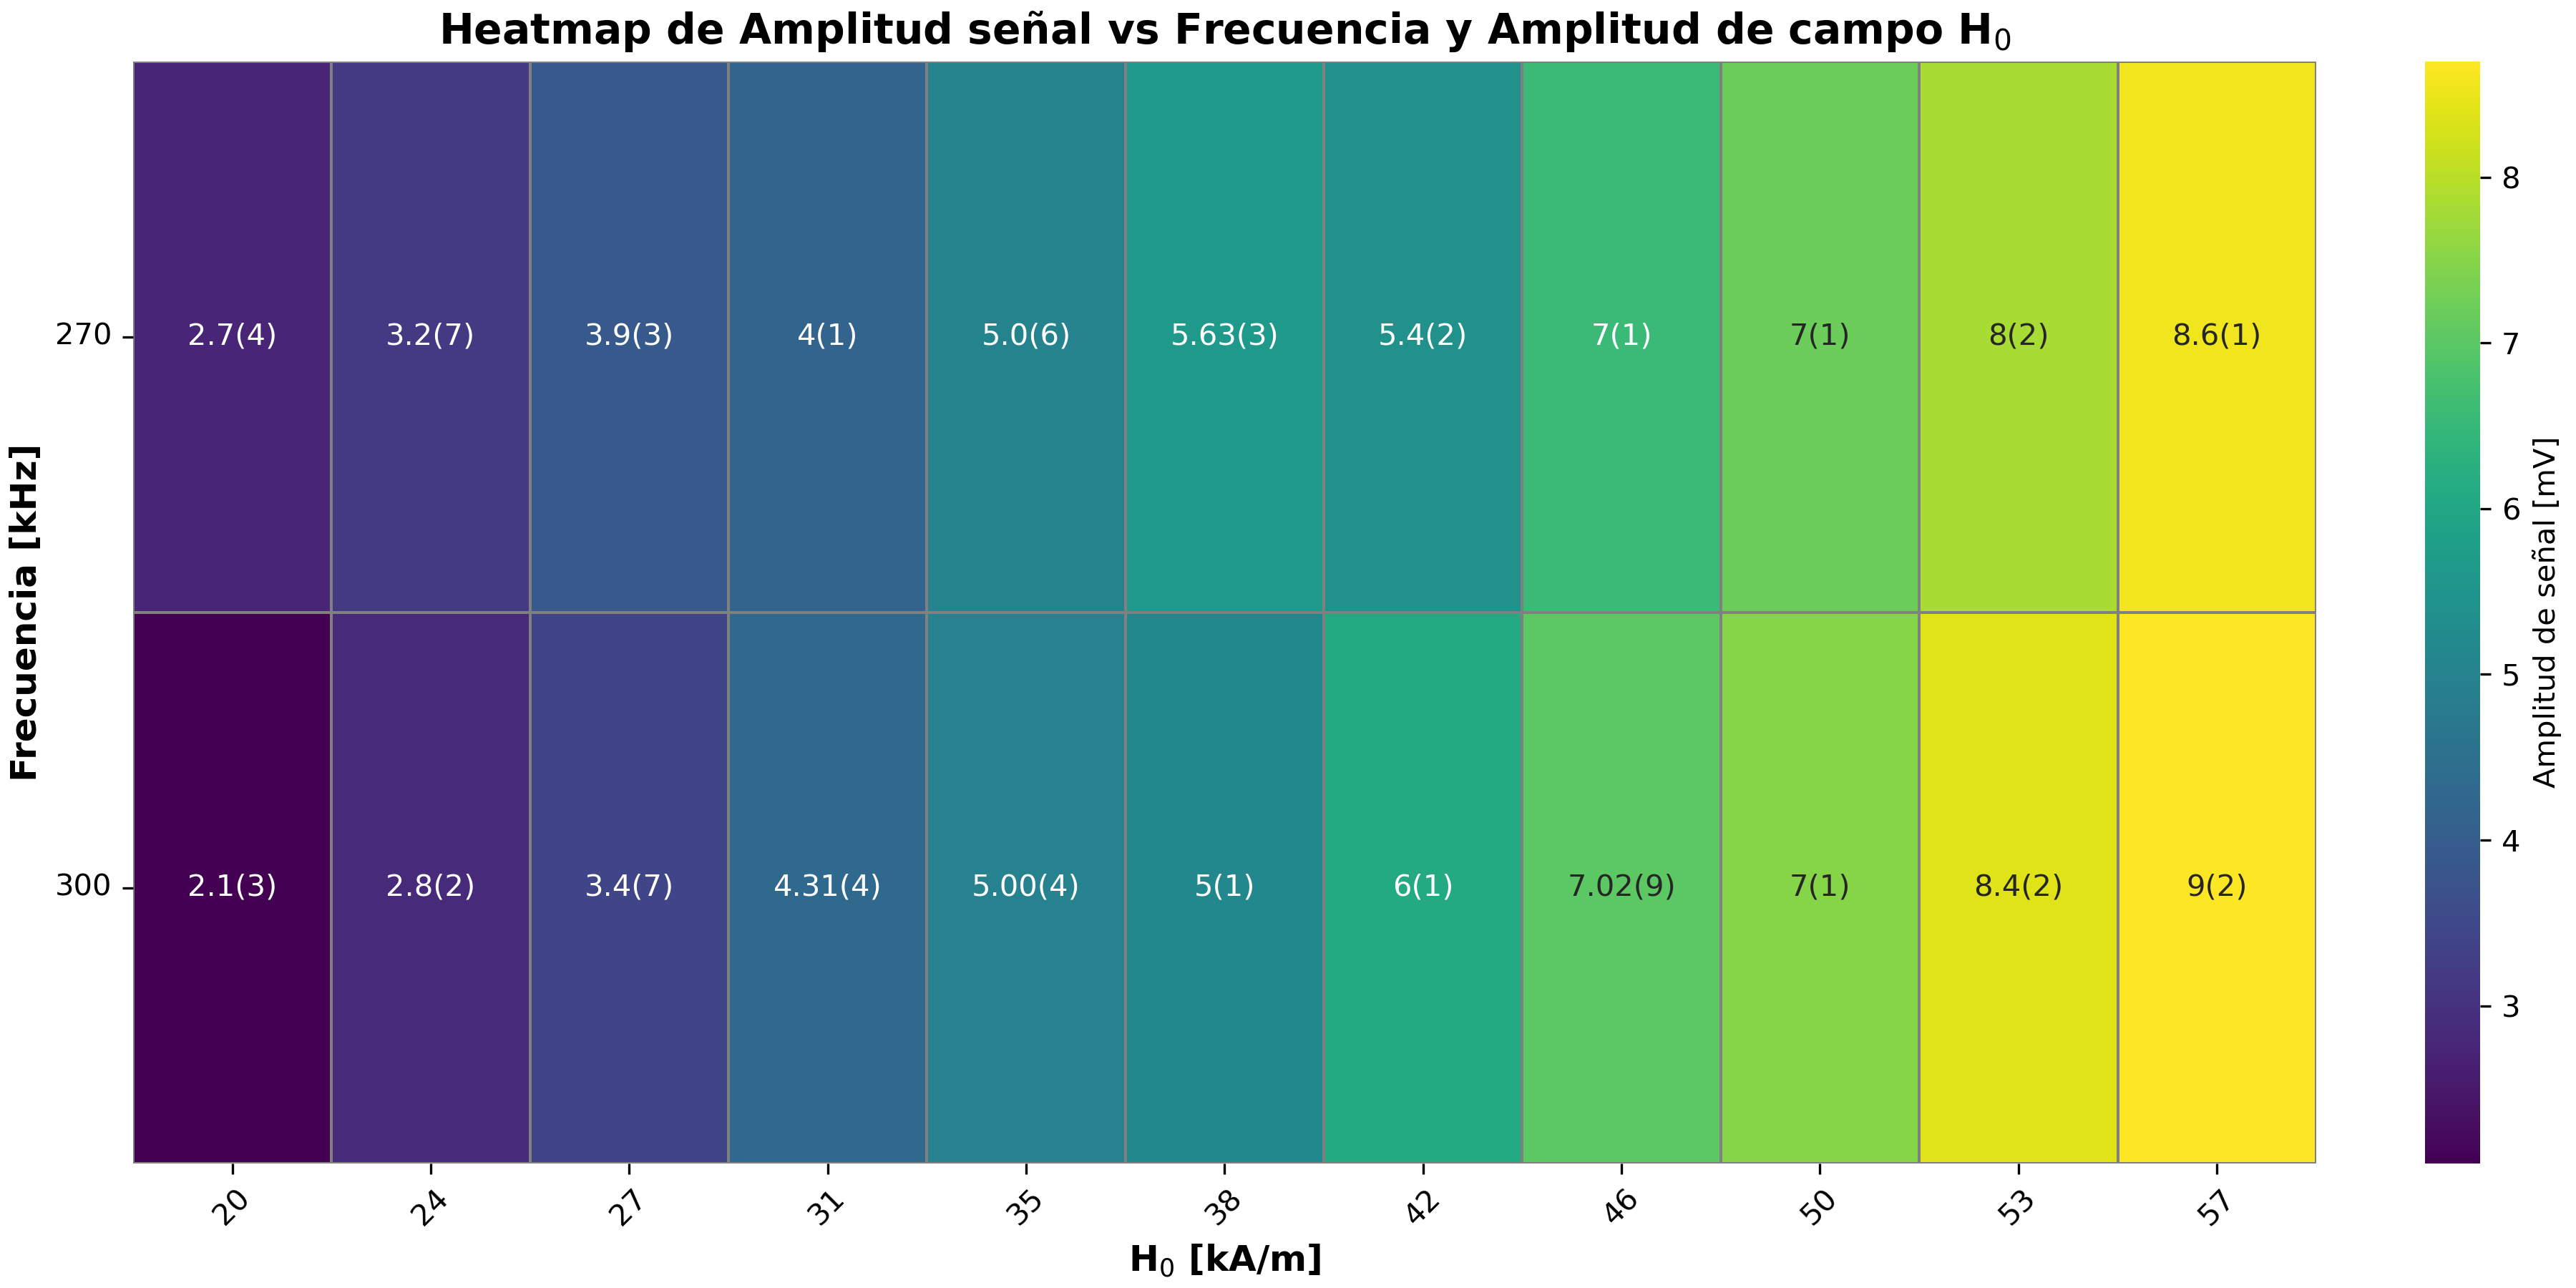 Heatmap de Amplitud señal vs Frecuencia y Amplitud de campo H₀
Frecuencia [kHz]
270
2.7(4) 3.2(7) 3.9(3) 4(1) 5.0(6) 5.63(3) 5.4(2) 7(1) 7(1) 8(2) 8.6(1)
300
2.1(3) 2.8(2) 3.4(7) 4.31(4) 5.00(4) 5(1) 6(1) 7.02(9) 7(1) 8.4(2) 9(2)
20 24 27 31 35 38 42 46 50 53 57
H₀ [kA/m]
8
7
6
5
4
3
Amplitud de señal [mV]